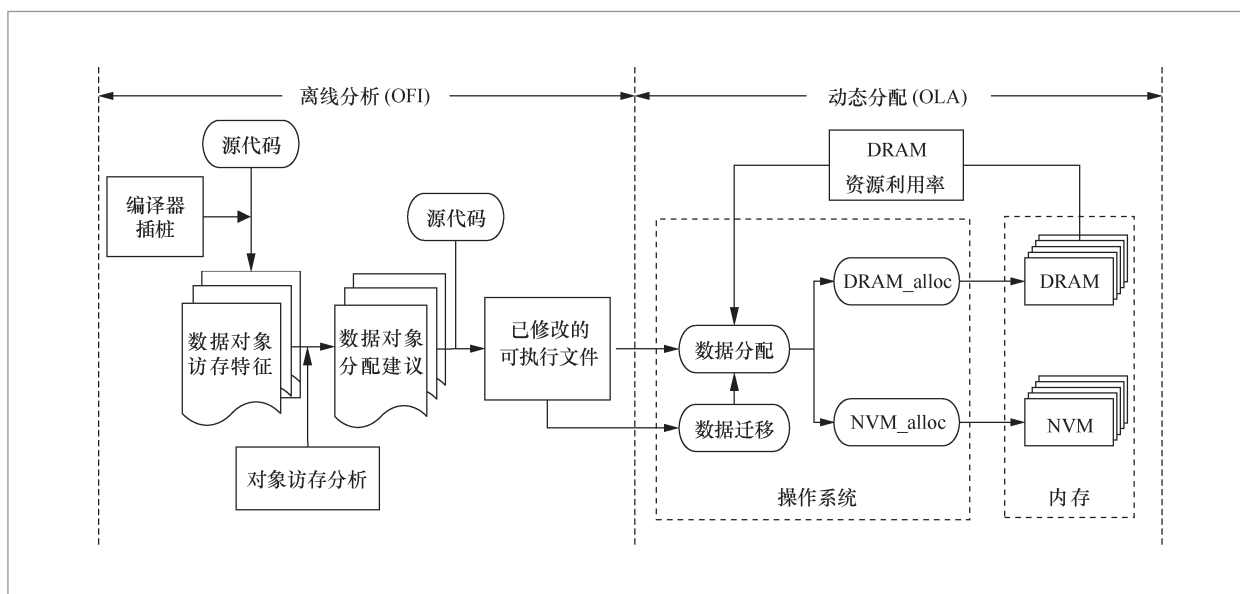 离线分析 (OFI)
动态分配 (OLA)
源代码
编译器
插桩
源代码
数据对象
访存特征
数据对象
分配建议
对象访存分析
已修改的
可执行文件
DRAM
资源利用率
数据分配
数据迁移
DRAM_alloc
NVM_alloc
操作系统
DRAM
NVM
内存